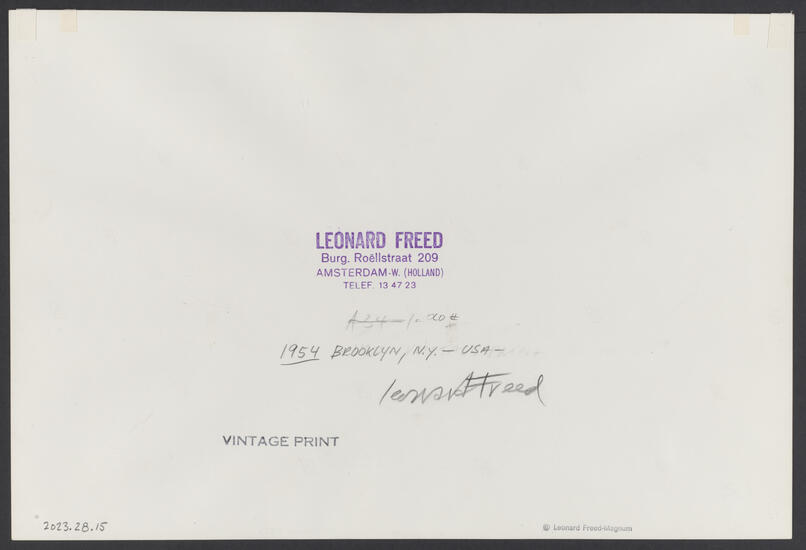 LEONARD FREED
Burg. Roëllstraat 209
AMSTERDAM-W. (HOLLAND)
TELEF. 13 47 23
A34
1954 BROOKLYN, N.Y. — USA —
Leonard Freed
VINTAGE PRINT
2023.28.15
© Leonard Freed-Magnum